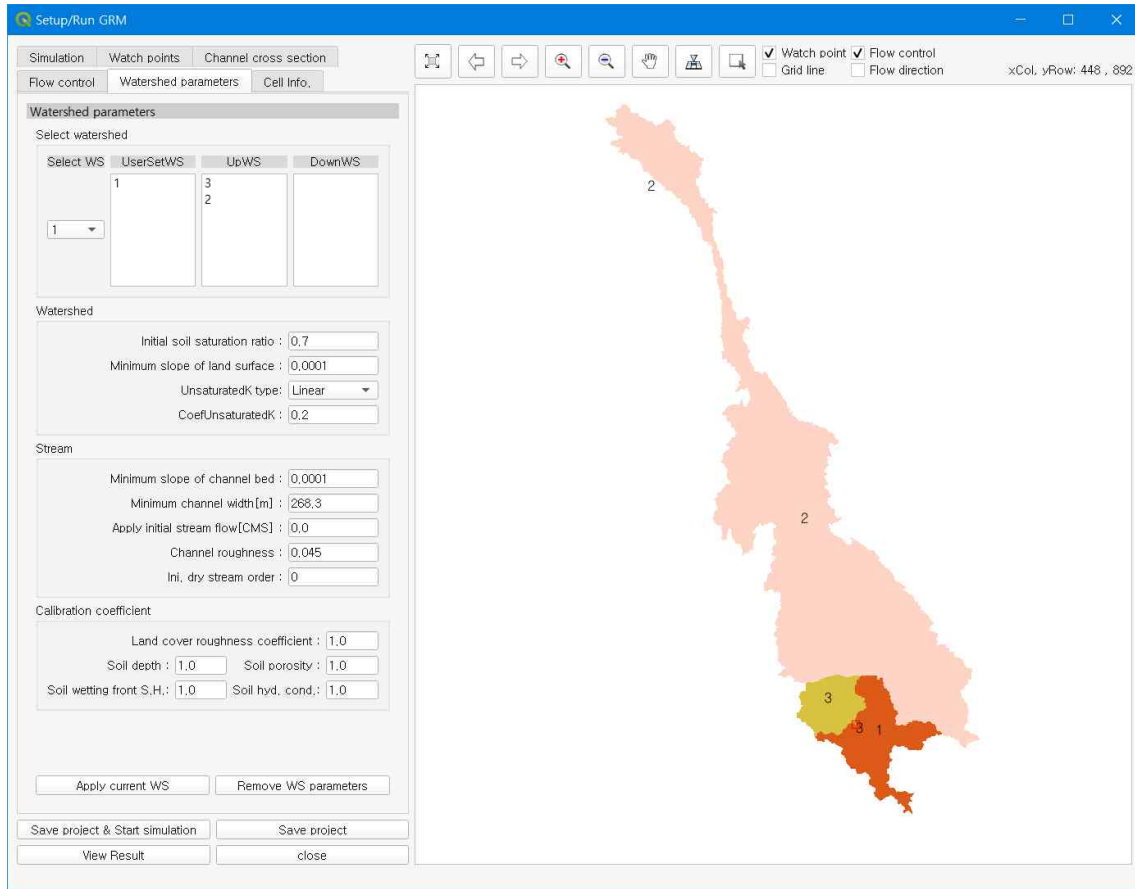 Setup/Run GRM
Simulation Watch points Channel cross section
Flow control Watershed parameters Cell Info,
Watch point Flow control
Grid line Flow direction
xCol, yRow: 448 , 892
Watershed parameters
Select watershed
Select WS UserSetWS UpWS DownWS
1 1 3
2
Watershed
Initial soil saturation ratio : 0,7
Minimum slope of land surface : 0,0001
UnsaturatedK type: Linear
CoefUnsaturatedK : 0,2
Stream
Minimum slope of channel bed : 0,0001
Minimum channel width[m] : 268,3
Apply initial stream flow[CMS] : 0,0
Channel roughness : 0,045
Ini, dry stream order : 0
Calibration coefficient
Land cover roughness coefficient : 1,0
Soil depth : 1,0 Soil porosity : 1,0
Soil wetting front S,H,: 1,0 Soil hyd, cond,: 1,0
Apply current WS Remove WS parameters
Save project & Start simulation Save project
View Result close
2
2
3
3 1